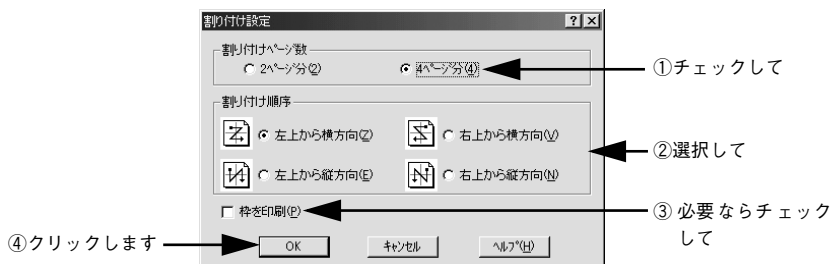 割り付け設定
割り付けページ数
2ページ分(2) 4ページ分(4)
①チェックして
割り付け順序
左上から横方向(Z) 右上から横方向(V)
②選択して
左上から縦方向(E) 右上から縦方向(N)
枠を印刷(P)
③必要ならチェック
して
④クリックします
OK キャンセル ヘルプ(H)